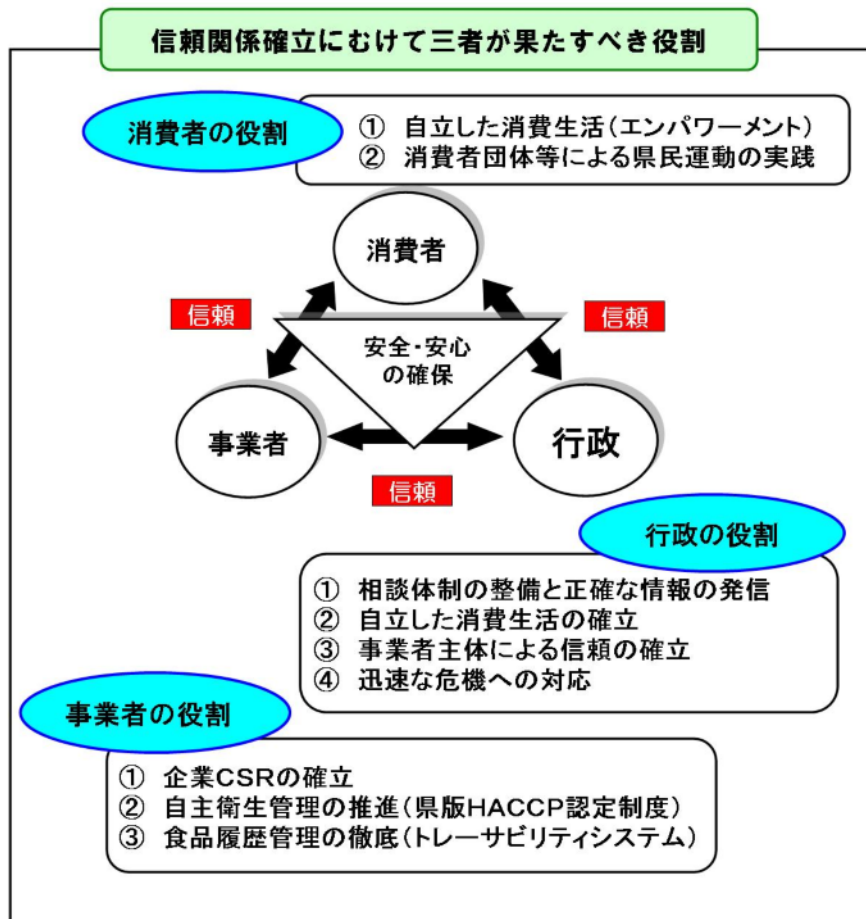 信頼関係確立にむけて三者が果たすべき役割
消費者の役割
① 自立した消費生活(エンパワーメント)
② 消費者団体等による県民運動の実践
消費者
信頼
信頼
安全・安心
の確保
事業者
行政
信頼
行政の役割
① 相談体制の整備と正確な情報の発信
② 自立した消費生活の確立
③ 事業者主体による信頼の確立
④ 迅速な危機への対応
事業者の役割
① 企業CSRの確立
② 自主衛生管理の推進(県版HACCP認定制度)
③ 食品履歴管理の徹底(トレーサビリティシステム)